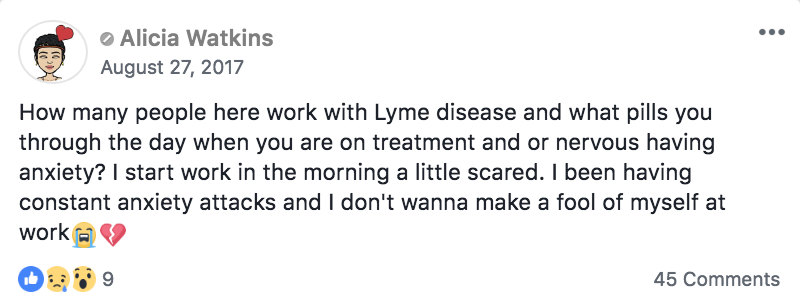 Alicia Watkins
August 27, 2017
How many people here work with Lyme disease and what pills you
through the day when you are on treatment and or nervous having
anxiety? I start work in the morning a little scared. I been having
constant anxiety attacks and I don't wanna make a fool of myself at
work😭💔
9 45 Comments